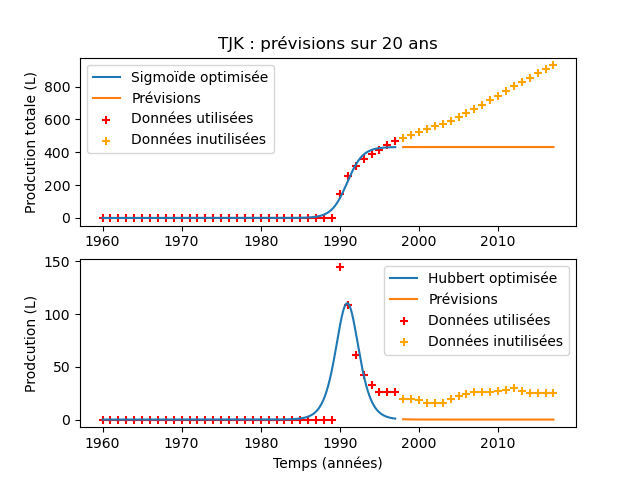 TJK : prévisions sur 20 ans
Prodcution totale (L)
800
600
400
200
0
Sigmoïde optimisée
Prévisions
Données utilisées
Données inutilisées
1960 1970 1980 1990 2000 2010
Prodcution (L)
150
100
50
0
Hubbert optimisée
Prévisions
Données utilisées
Données inutilisées
1960 1970 1980 1990 2000 2010
Temps (années)